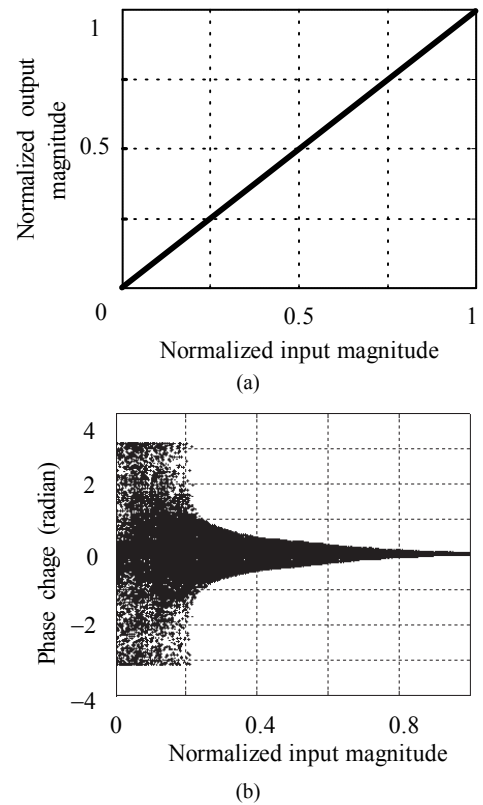 1
Normalized output
magnitude
0.5
0
0.5
1
Normalized input magnitude
(a)
4
2
Phase chage (radian)
0
−2
−4
0
0.4
0.8
Normalized input magnitude
(b)